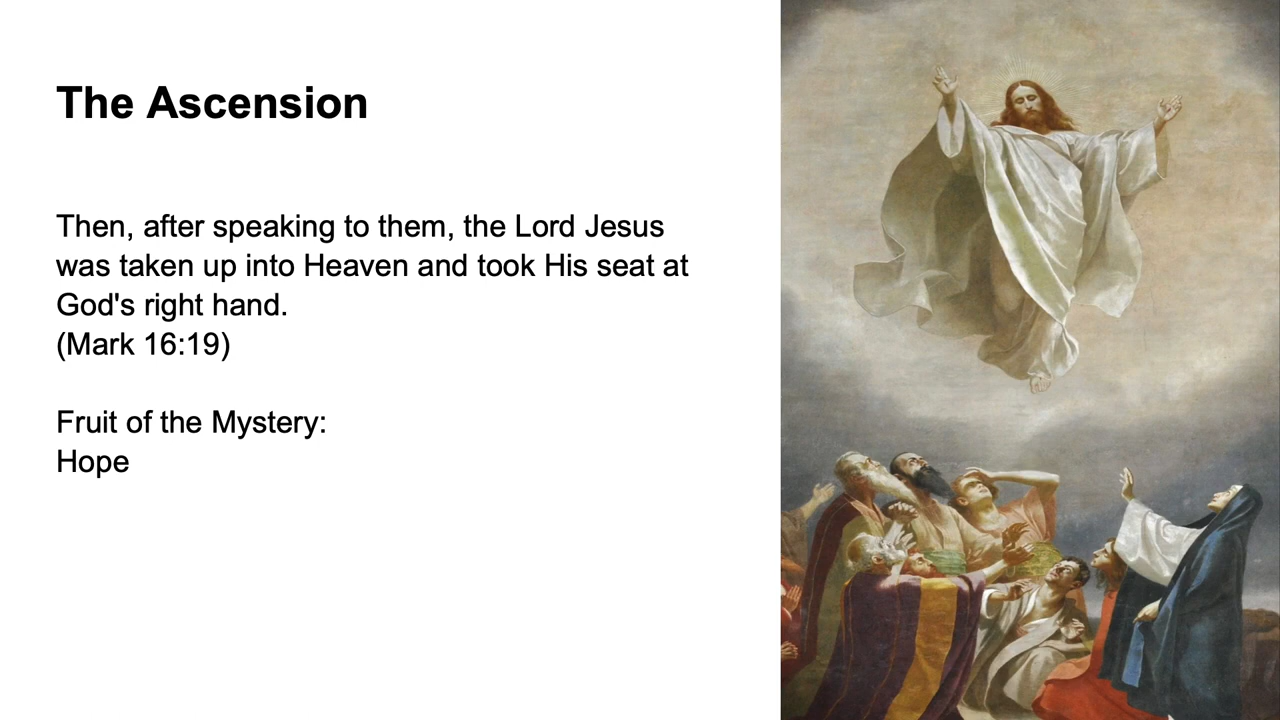 The Ascension
Then, after speaking to them, the Lord Jesus
was taken up into Heaven and took His seat at
God's right hand.
(Mark 16:19)
Fruit of the Mystery:
Hope